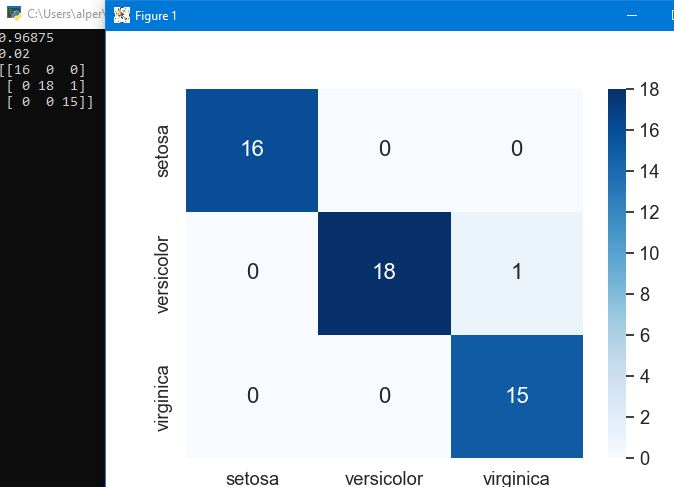 C:\Users\alper\
Figure 1
0.96875
0.02
[[16  0  0]
 [ 0 18  1]
 [ 0  0 15]]
setosa
versicolor
virginica
16 0 0
0 18 1
0 0 15
setosa versicolor virginica
18
16
14
12
10
8
6
4
2
0